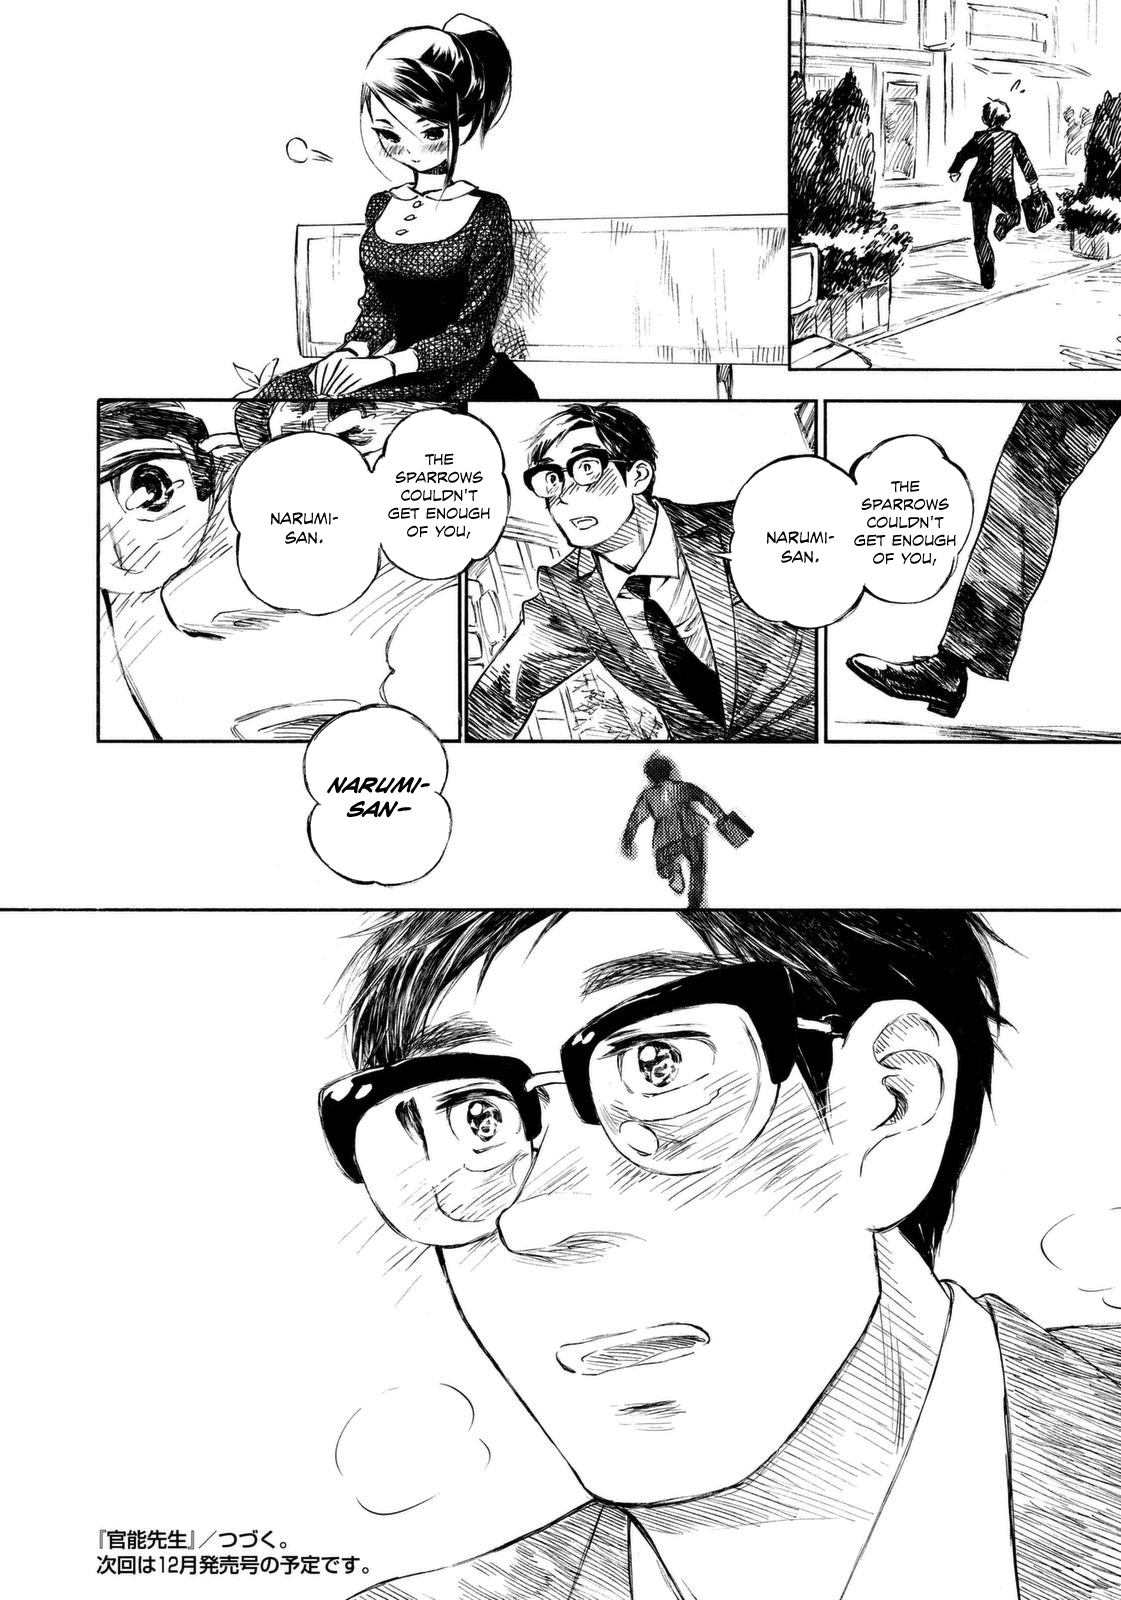 THE
SPARROWS
COULDN'T
GET ENOUGH
OF YOU,
NARUMI-
SAN.
THE
SPARROWS
COULDN'T
GET ENOUGH
OF YOU,
NARUMI-
SAN.
NARUMI-
SAN-
『官能先生』／つづく。
次回は12月発売号の予定です。